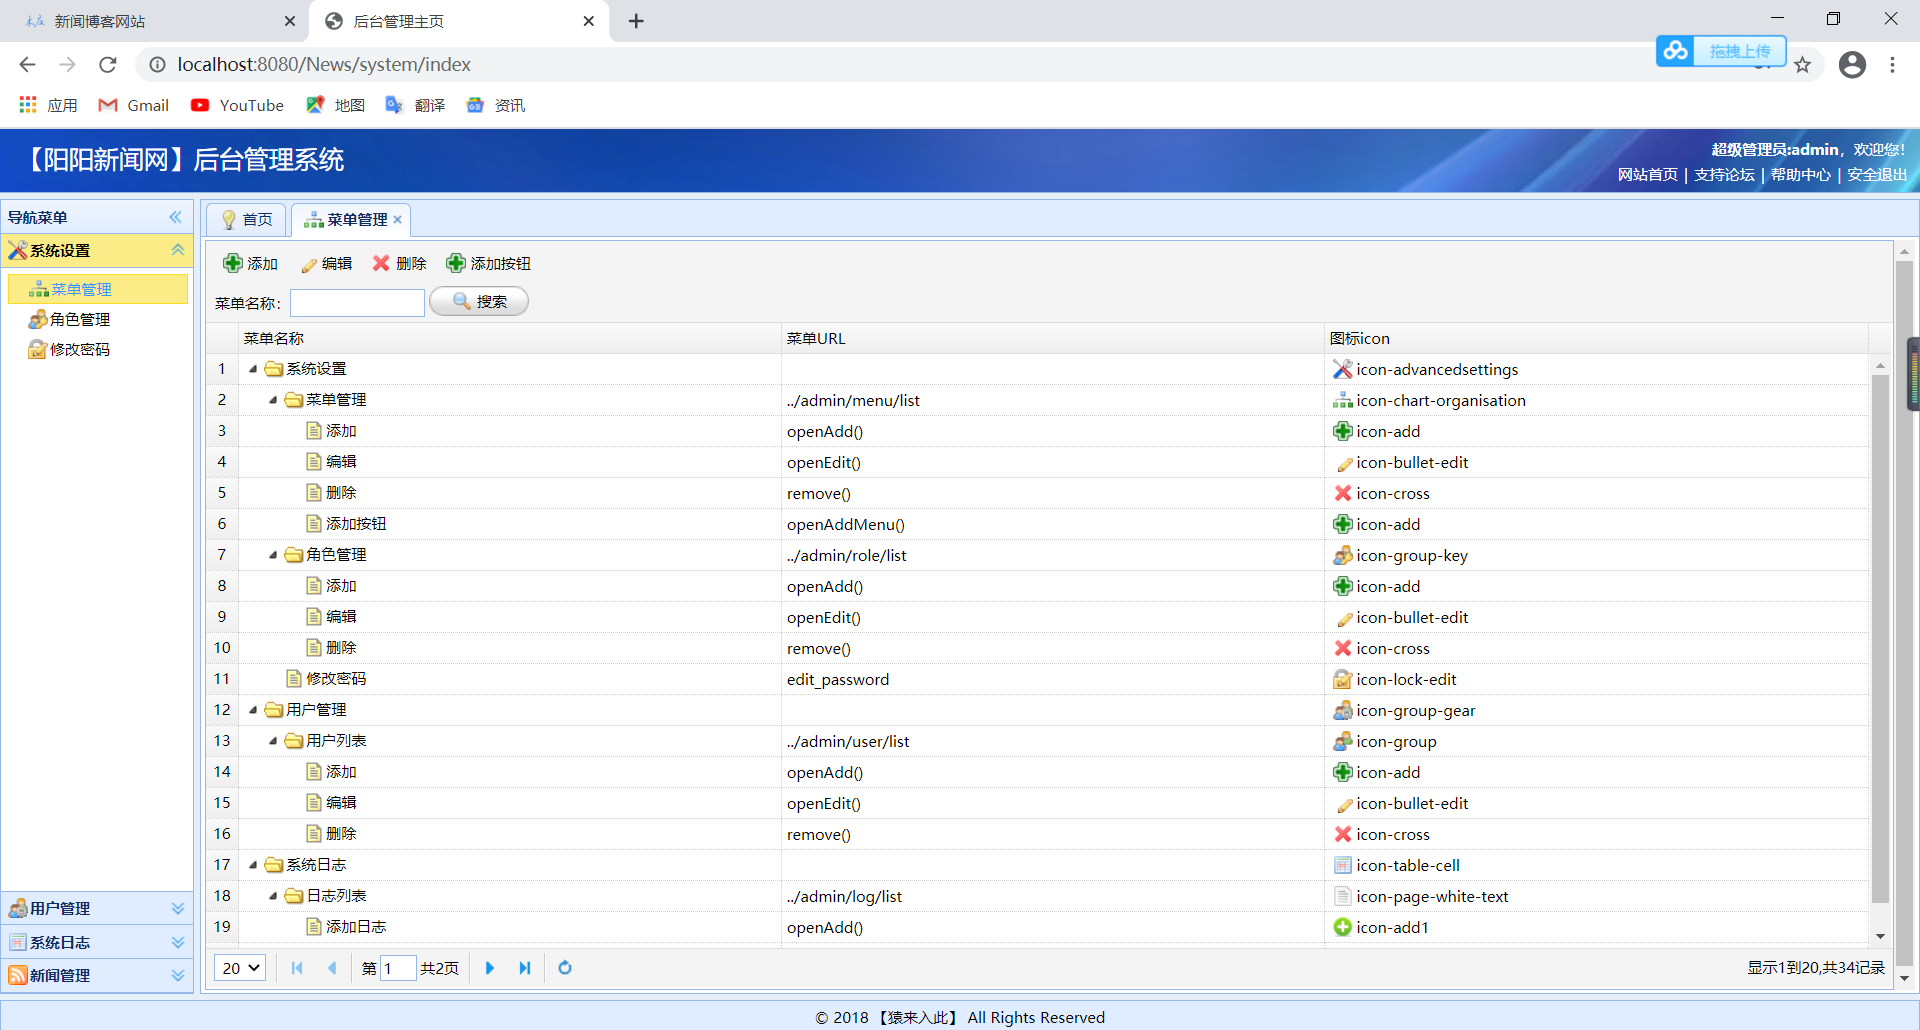 新闻博客网站
后台管理主页
localhost:8080/News/system/index
拖拽上传
应用 Gmail YouTube 地图 翻译 资讯
【阳阳新闻网】后台管理系统
超级管理员:admin，欢迎您！
网站首页 | 支持论坛 | 帮助中心 | 安全退出
导航菜单
系统设置
菜单管理
角色管理
修改密码
用户管理
系统日志
新闻管理
首页 菜单管理
添加 编辑 删除 添加按钮
菜单名称： 搜索
菜单名称 菜单URL 图标icon
1 系统设置 icon-advancedsettings
2 菜单管理 ../admin/menu/list icon-chart-organisation
3 添加 openAdd() icon-add
4 编辑 openEdit() icon-bullet-edit
5 删除 remove() icon-cross
6 添加按钮 openAddMenu() icon-add
7 角色管理 ../admin/role/list icon-group-key
8 添加 openAdd() icon-add
9 编辑 openEdit() icon-bullet-edit
10 删除 remove() icon-cross
11 修改密码 edit_password icon-lock-edit
12 用户管理 icon-group-gear
13 用户列表 ../admin/user/list icon-group
14 添加 openAdd() icon-add
15 编辑 openEdit() icon-bullet-edit
16 删除 remove() icon-cross
17 系统日志 icon-table-cell
18 日志列表 ../admin/log/list icon-page-white-text
19 添加日志 openAdd() icon-add1
20 第 1 共2页 显示1到20,共34记录
© 2018 【猿来入此】 All Rights Reserved